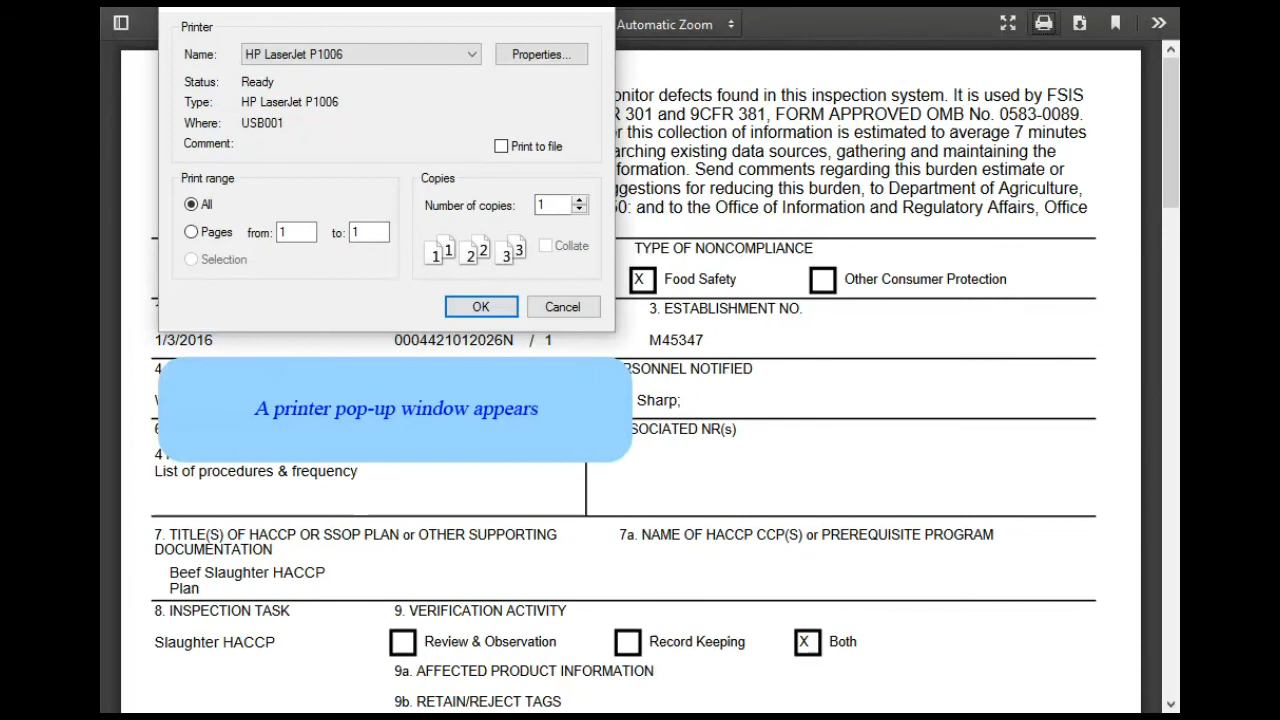 Automatic Zoom
Printer
Name: HP LaserJet P1006 Properties...
Status: Ready
Type: HP LaserJet P1006
Where: USB001
Comment:
Print to file
Print range
All
Pages from: 1 to: 1
Selection
Copies
Number of copies: 1
1 1 2 2 3 3 Collate
OK Cancel
defects found in this inspection system. It is used by FSIS
301 and 9CFR 381, FORM APPROVED OMB No. 0583-0089.
this collection of information is estimated to average 7 minutes
existing data sources, gathering and maintaining the
Send comments regarding this burden estimate or
for reducing this burden, to Department of Agriculture,
and to the Office of Information and Regulatory Affairs, Office
TYPE OF NONCOMPLIANCE
X Food Safety Other Consumer Protection
3. ESTABLISHMENT NO.
1/3/2016 0004421012026N / 1 M45347
NOTIFIED
Sharp;
NR(s)
A printer pop-up window appears
List of procedures & frequency
7. TITLE(S) OF HACCP OR SSOP PLAN or OTHER SUPPORTING
DOCUMENTATION
7a. NAME OF HACCP CCP(S) or PREREQUISITE PROGRAM
Beef Slaughter HACCP
Plan
8. INSPECTION TASK 9. VERIFICATION ACTIVITY
Slaughter HACCP Review & Observation Record Keeping X Both
9a. AFFECTED PRODUCT INFORMATION
9b. RETAIN/REJECT TAGS